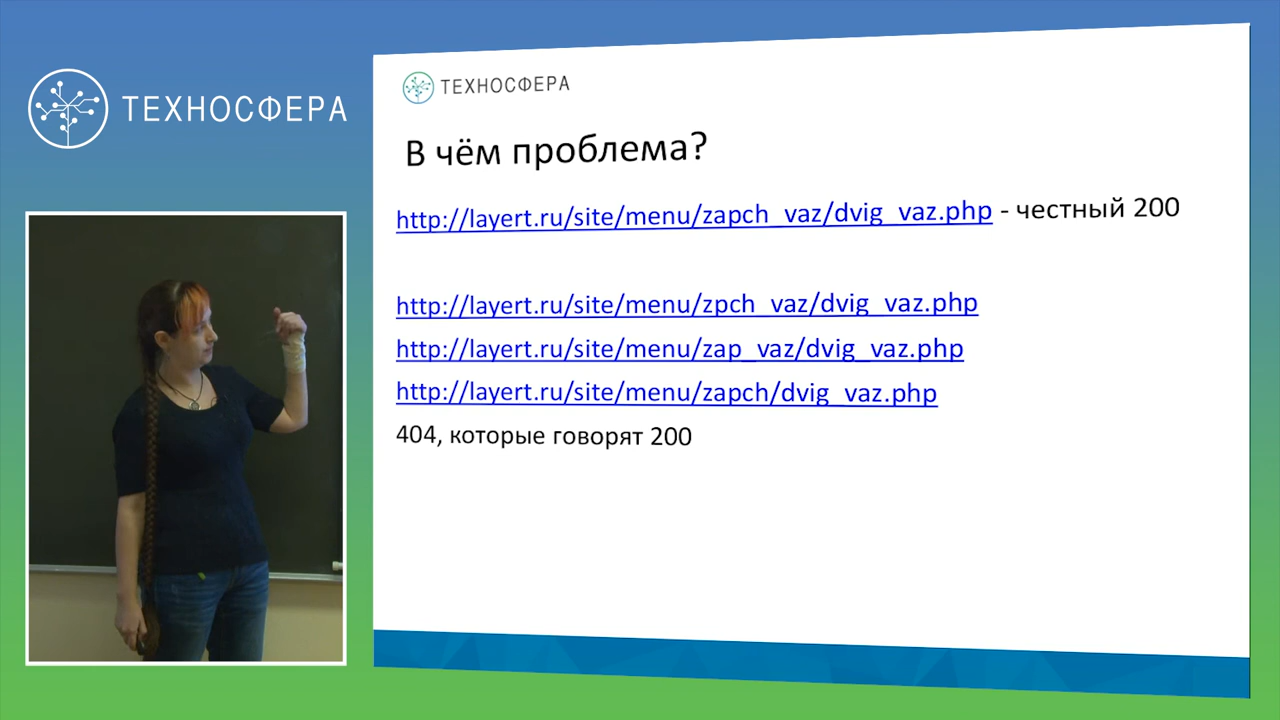 ТЕХНОСФЕРА
ТЕХНОСФЕРА
В чём проблема?
http://layert.ru/site/menu/zapch_vaz/dvig_vaz.php - честный 200
http://layert.ru/site/menu/zpch_vaz/dvig_vaz.php
http://layert.ru/site/menu/zap_vaz/dvig_vaz.php
http://layert.ru/site/menu/zapch/dvig_vaz.php
404, которые говорят 200